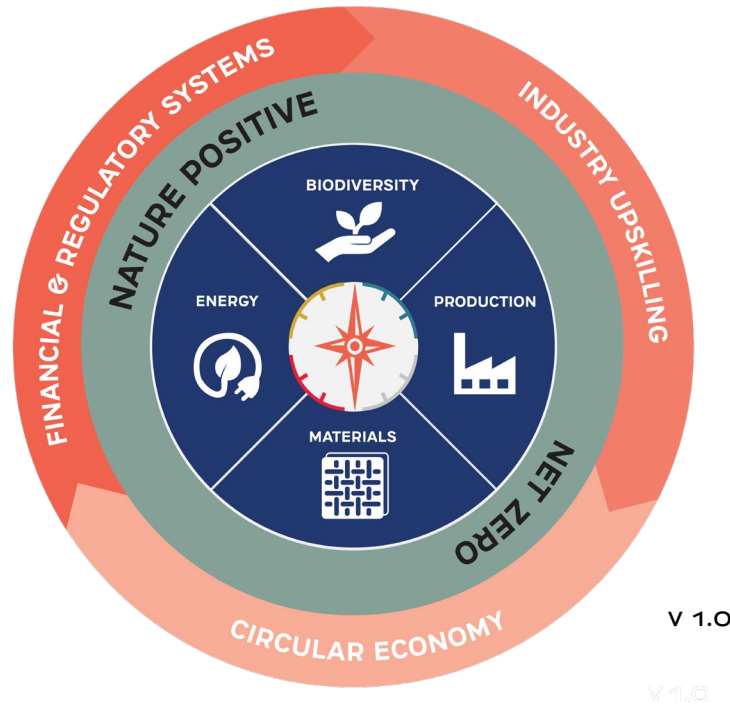 FINANCIAL & REGULATORY SYSTEMS
INDUSTRY UPSKILLING
NATURE POSITIVE
BIODIVERSITY
ENERGY
PRODUCTION
MATERIALS
NET ZERO
CIRCULAR ECONOMY
V 1.0
V 1.0